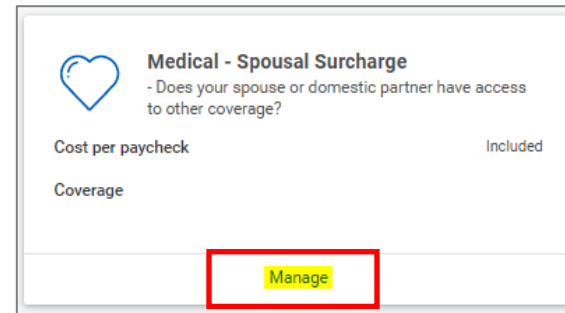 Medical - Spousal Surcharge
- Does your spouse or domestic partner have access
to other coverage?
Cost per paycheck Included
Coverage
Manage